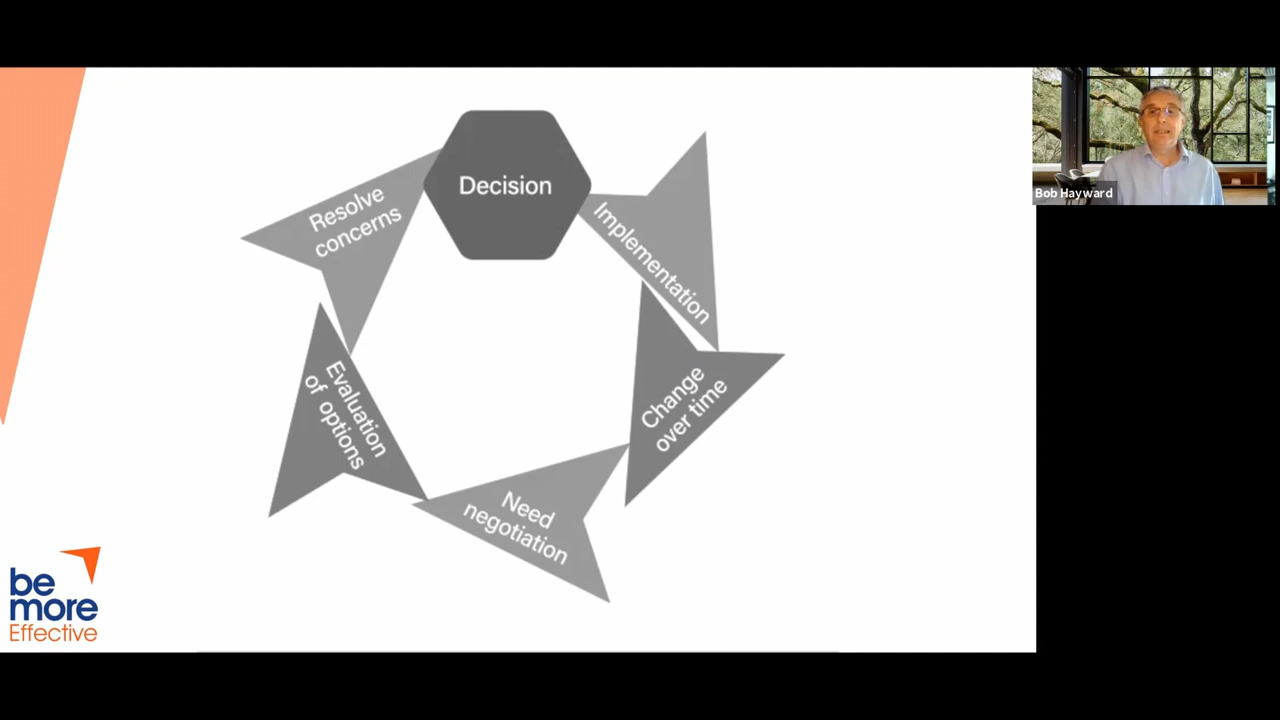 Decision
Implementation
Change
over time
Need
negotiation
Evaluation
of options
Resolve
concerns
be
more
Effective
Bob Hayward